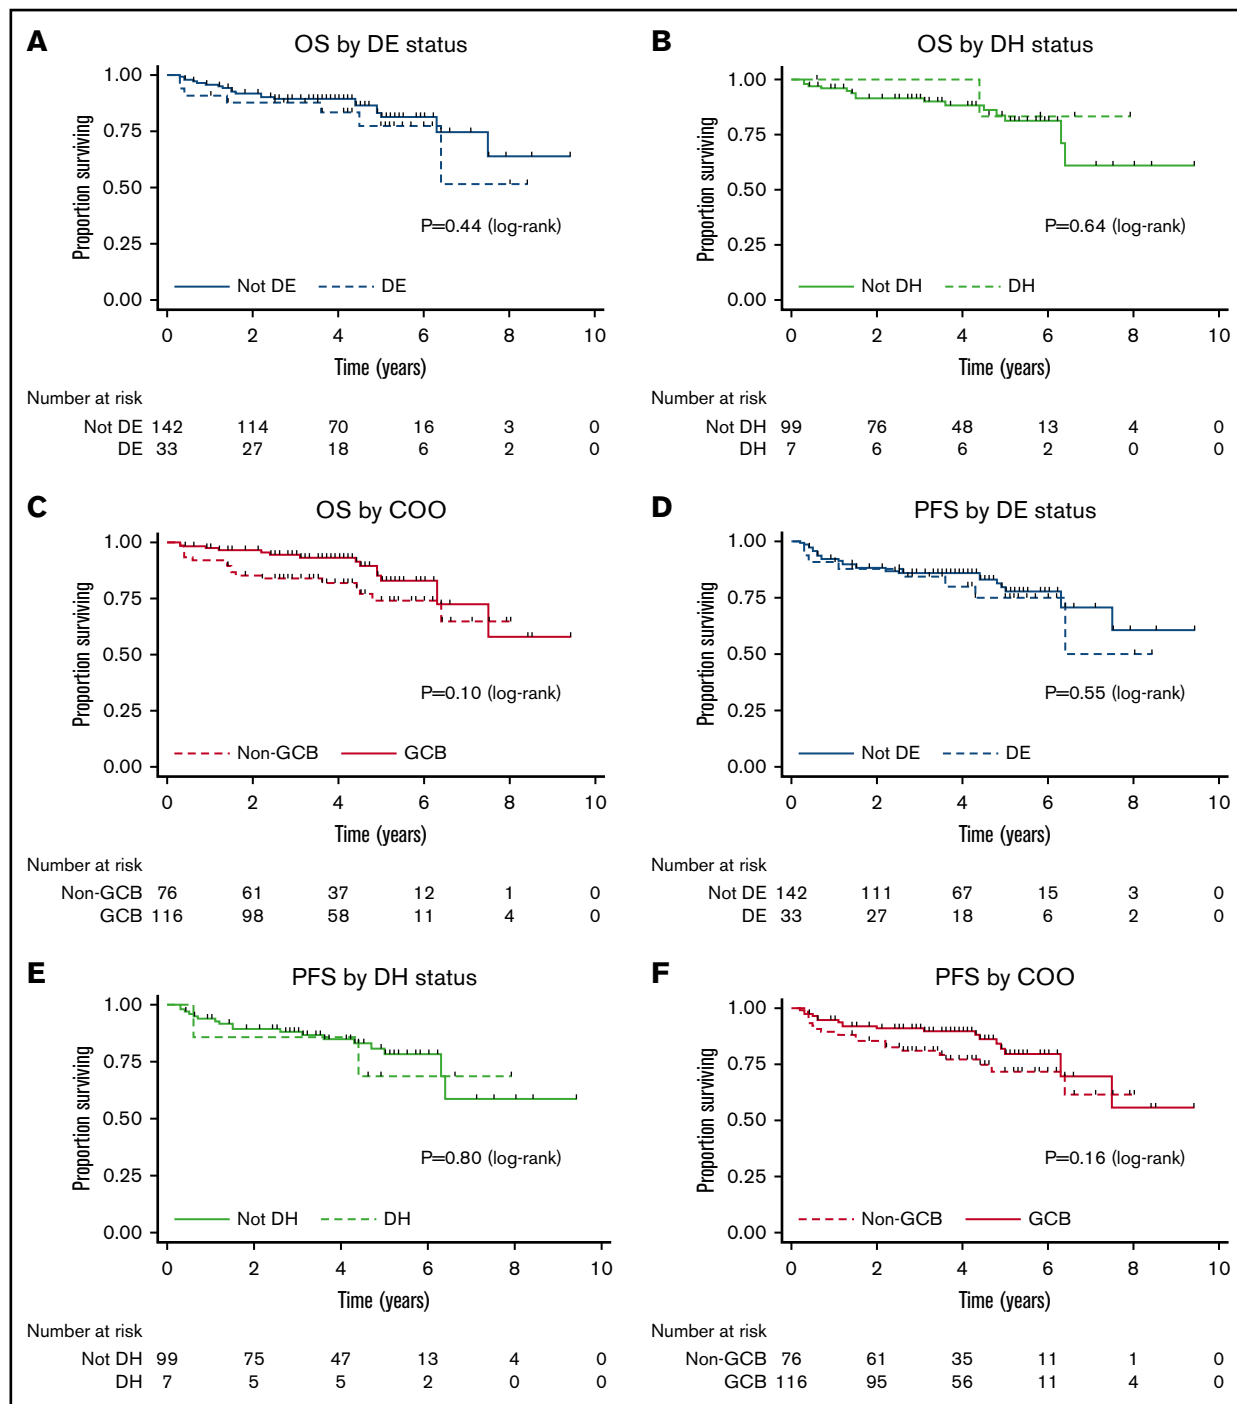 A
OS by DE status
1.00
0.75
0.50
0.25
0.00
Proportion surviving
P=0.44 (log-rank)
Not DE DE
0 2 4 6 8 10
Time (years)
Number at risk
Not DE 142 114 70 16 3 0
DE 33 27 18 6 2 0
B
OS by DH status
1.00
0.75
0.50
0.25
0.00
Proportion surviving
P=0.64 (log-rank)
Not DH DH
0 2 4 6 8 10
Time (years)
Number at risk
Not DH 99 76 48 13 4 0
DH 7 6 6 2 0 0
C
OS by COO
1.00
0.75
0.50
0.25
0.00
Proportion surviving
P=0.10 (log-rank)
Non-GCB GCB
0 2 4 6 8 10
Time (years)
Number at risk
Non-GCB 76 61 37 12 1 0
GCB 116 98 58 11 4 0
D
PFS by DE status
1.00
0.75
0.50
0.25
0.00
Proportion surviving
P=0.55 (log-rank)
Not DE DE
0 2 4 6 8 10
Time (years)
Number at risk
Not DE 142 111 67 15 3 0
DE 33 27 18 6 2 0
E
PFS by DH status
1.00
0.75
0.50
0.25
0.00
Proportion surviving
P=0.80 (log-rank)
Not DH DH
0 2 4 6 8 10
Time (years)
Number at risk
Not DH 99 75 47 13 4 0
DH 7 5 5 2 0 0
F
PFS by COO
1.00
0.75
0.50
0.25
0.00
Proportion surviving
P=0.16 (log-rank)
Non-GCB GCB
0 2 4 6 8 10
Time (years)
Number at risk
Non-GCB 76 61 35 11 1 0
GCB 116 95 56 11 4 0